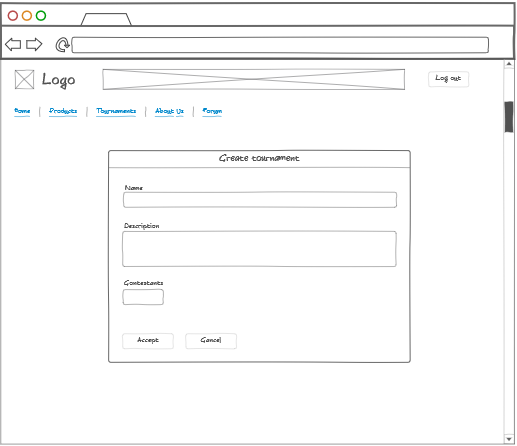 Logo
Log out
Home | Products | Tournaments | About Us | Forum
Create tournament
Name
Description
Contestants
Accept
Cancel